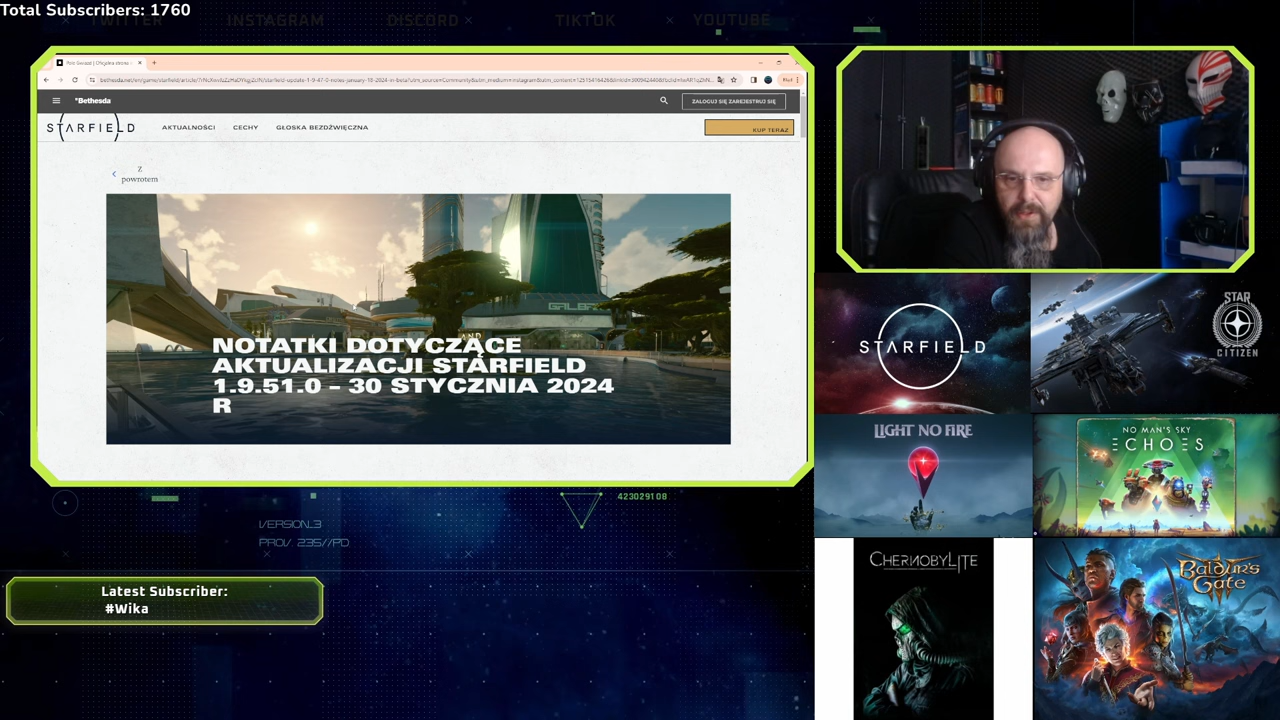 Total Subscribers: 1760
TWITTER
INSTAGRAM
DISCORD
TIKTOK
YOUTUBE
*Bethesda
ZALOGUJ SIĘ ZAREJESTRUJ SIĘ
STARFIELD
AKTUALNOŚCI
CECHY
GŁOSKA BEZDŹWIĘCZNA
KUP TERAZ
Z
powrotem
NOTATKI DOTYCZĄCE
AKTUALIZACJI STARFIELD
1.9.51.0 – 30 STYCZNIA 2024
R
STARFIELD
STAR
CITIZEN
LIGHT NO FIRE
NO MAN'S SKY
ECHOES
423029108
VERSION_3
PROV. 235//PD
CHERNOBYLITE
Baldur's
Gate
Latest Subscriber:
#Wika